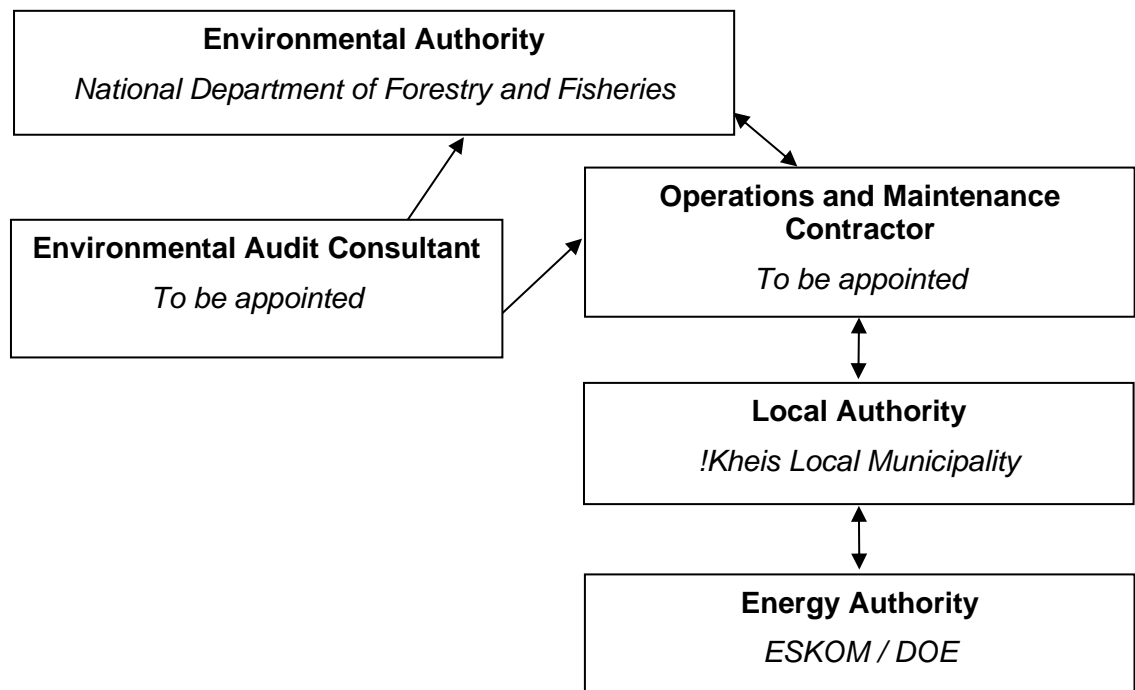 Environmental Authority
National Department of Forestry and Fisheries
Environmental Audit Consultant
To be appointed
Operations and Maintenance
Contractor
To be appointed
Local Authority
!Kheis Local Municipality
Energy Authority
ESKOM / DOE